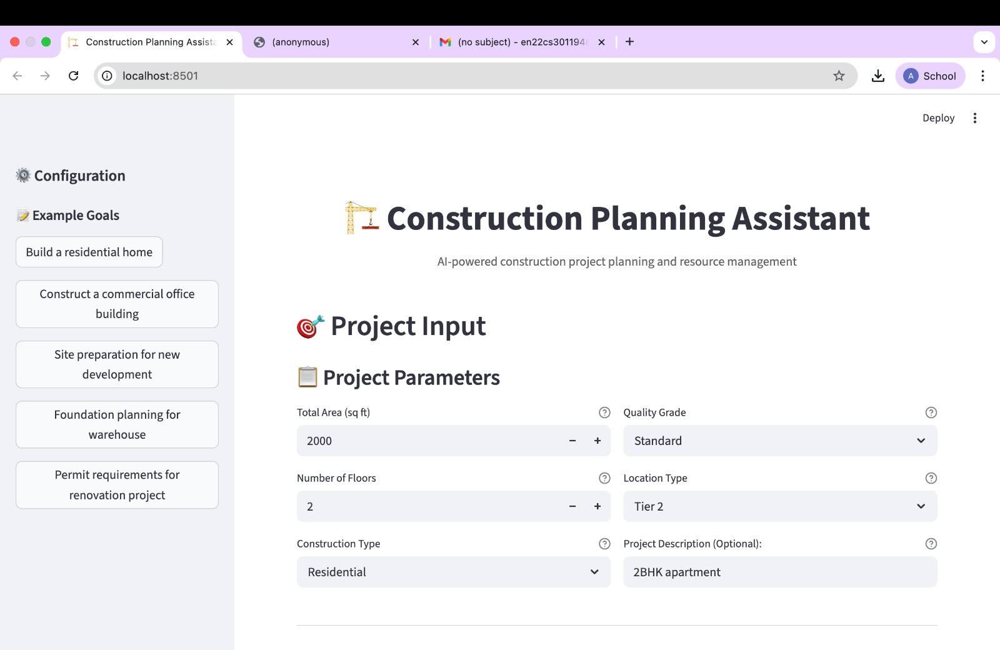 Construction Planning Assist
(anonymous)
(no subject) - en22cs301194
localhost:8501
A School
Deploy
Configuration
Example Goals
Build a residential home
Construct a commercial office
building
Site preparation for new
development
Foundation planning for
warehouse
Permit requirements for
renovation project
Construction Planning Assistant
AI-powered construction project planning and resource management
Project Input
Project Parameters
Total Area (sq ft)
2000
Quality Grade
Standard
Number of Floors
2
Location Type
Tier 2
Construction Type
Residential
Project Description (Optional):
2BHK apartment